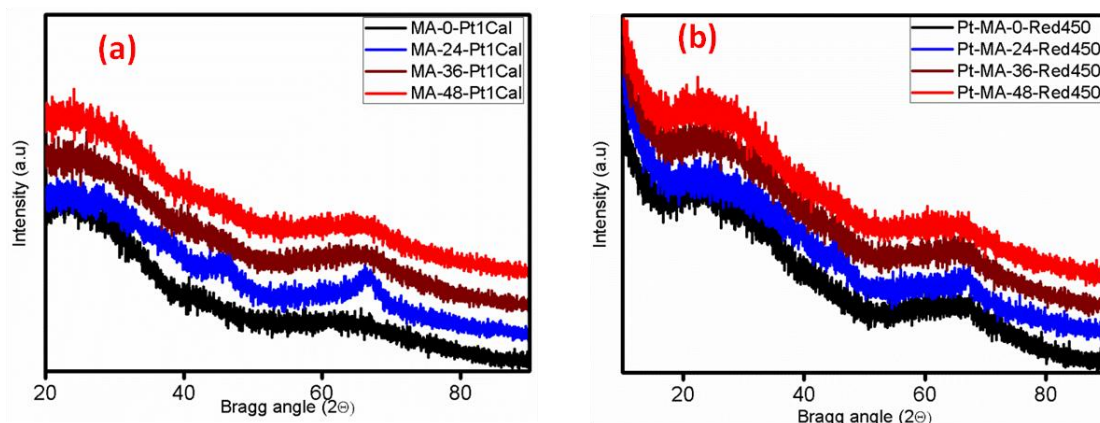 (a)
MA-0-Pt1Cal
MA-24-Pt1Cal
MA-36-Pt1Cal
MA-48-Pt1Cal
Intensity (a.u)
20 40 60 80
Bragg angle (2Θ)
(b)
Pt-MA-0-Red450
Pt-MA-24-Red450
Pt-MA-36-Red450
Pt-MA-48-Red450
Intensity (a.u)
20 40 60 80
Bragg angle (2Θ)